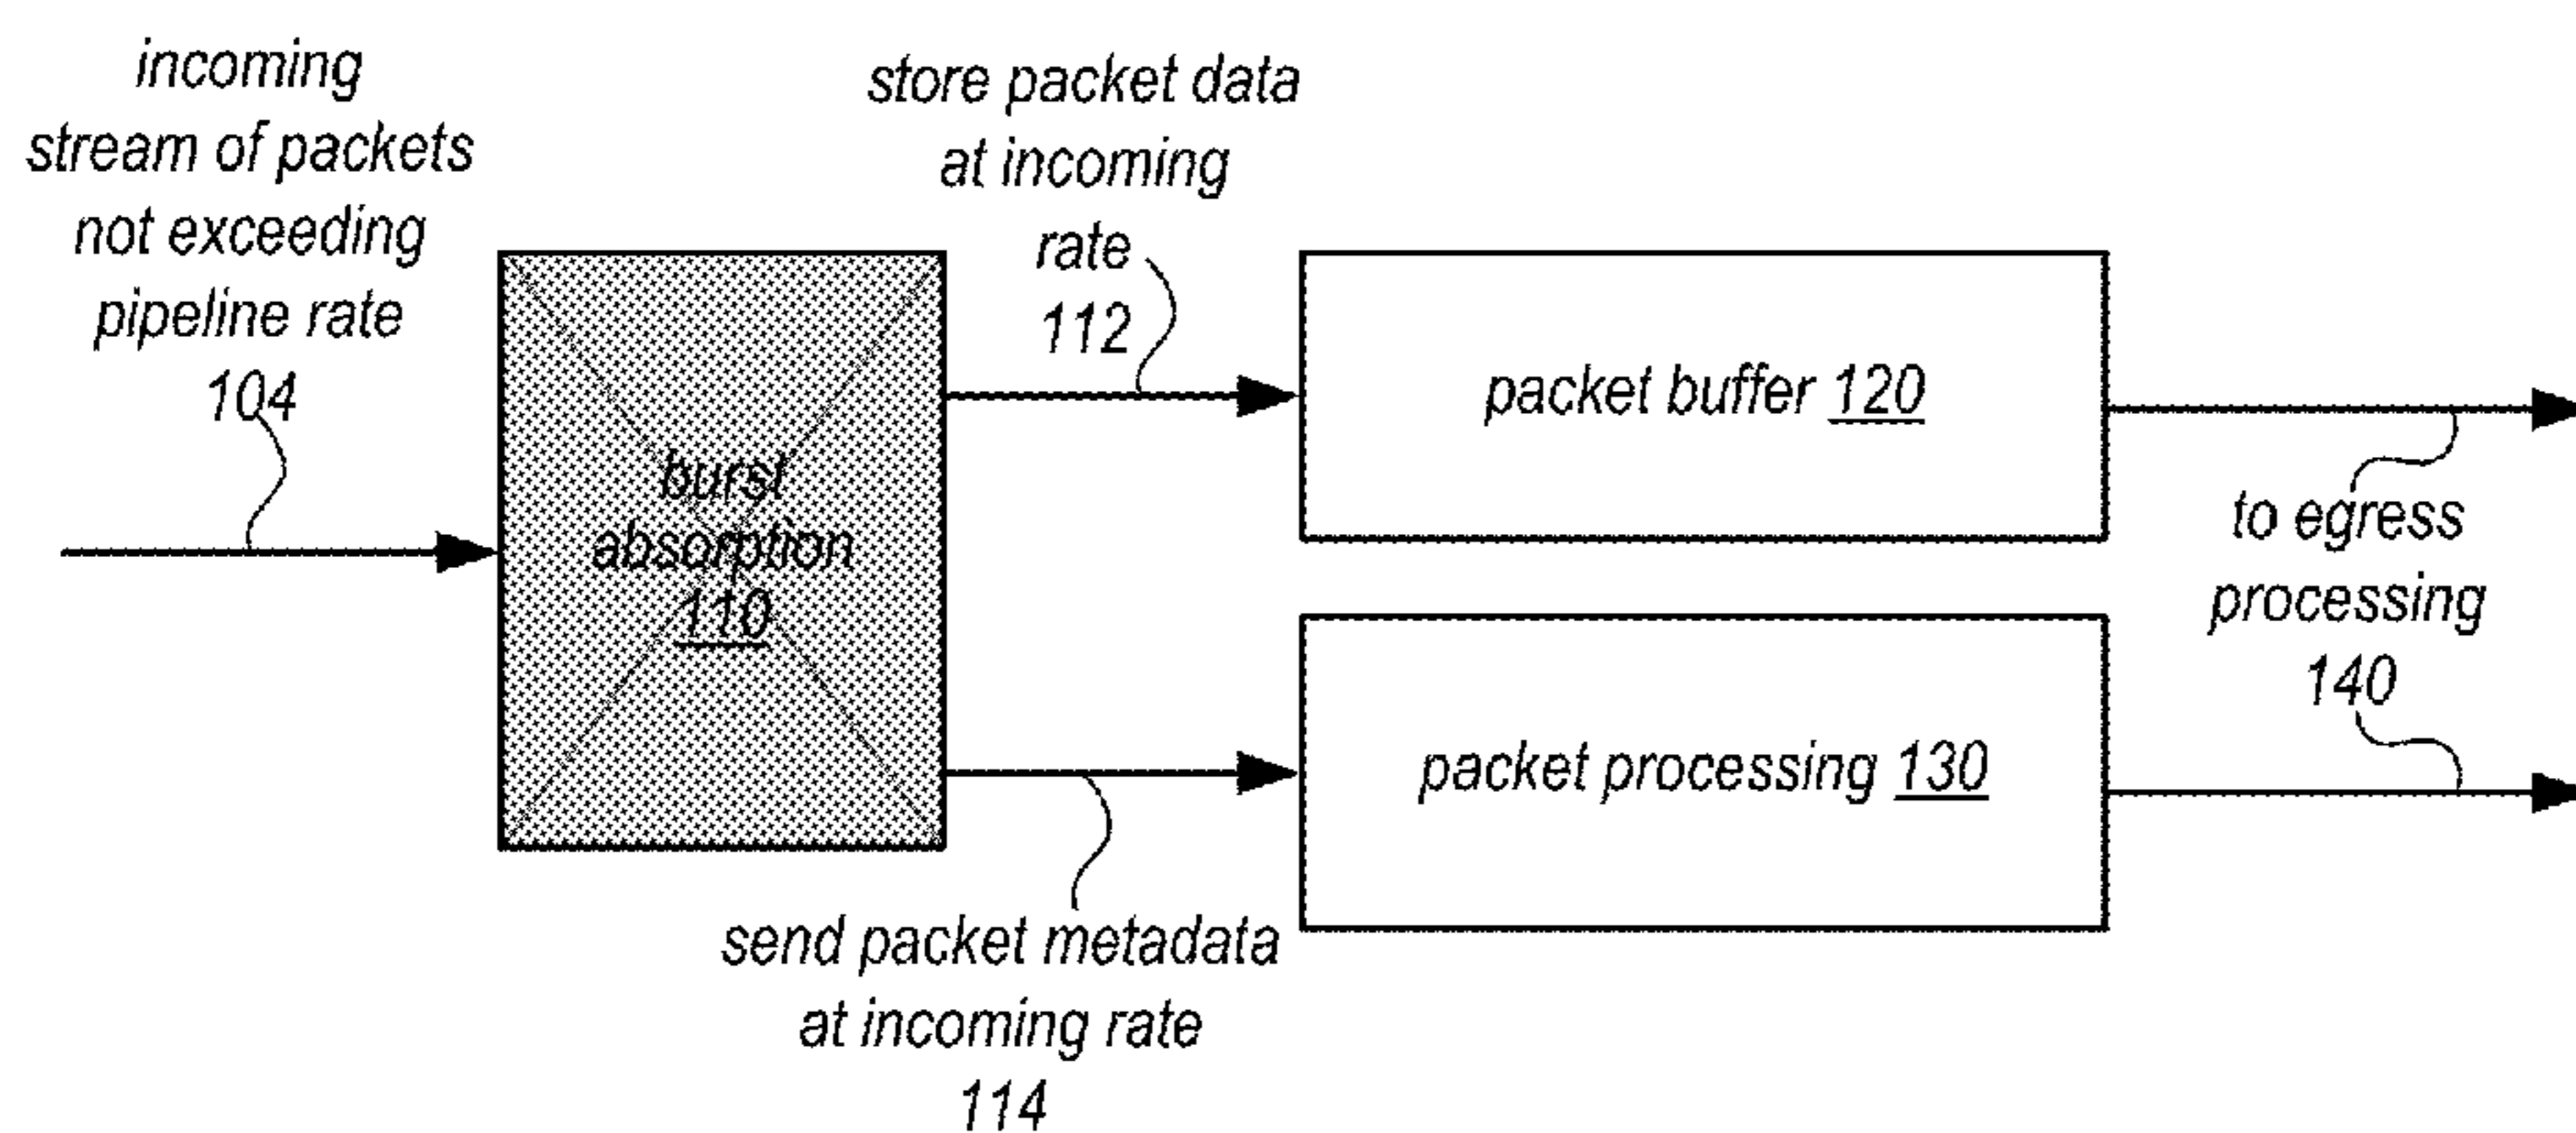 incoming
stream of packets
not exceeding
pipeline rate
104
store packet data
at incoming
rate
112
burst
absorption
110
packet buffer 120
to egress
processing
140
packet processing 130
send packet metadata
at incoming rate
114